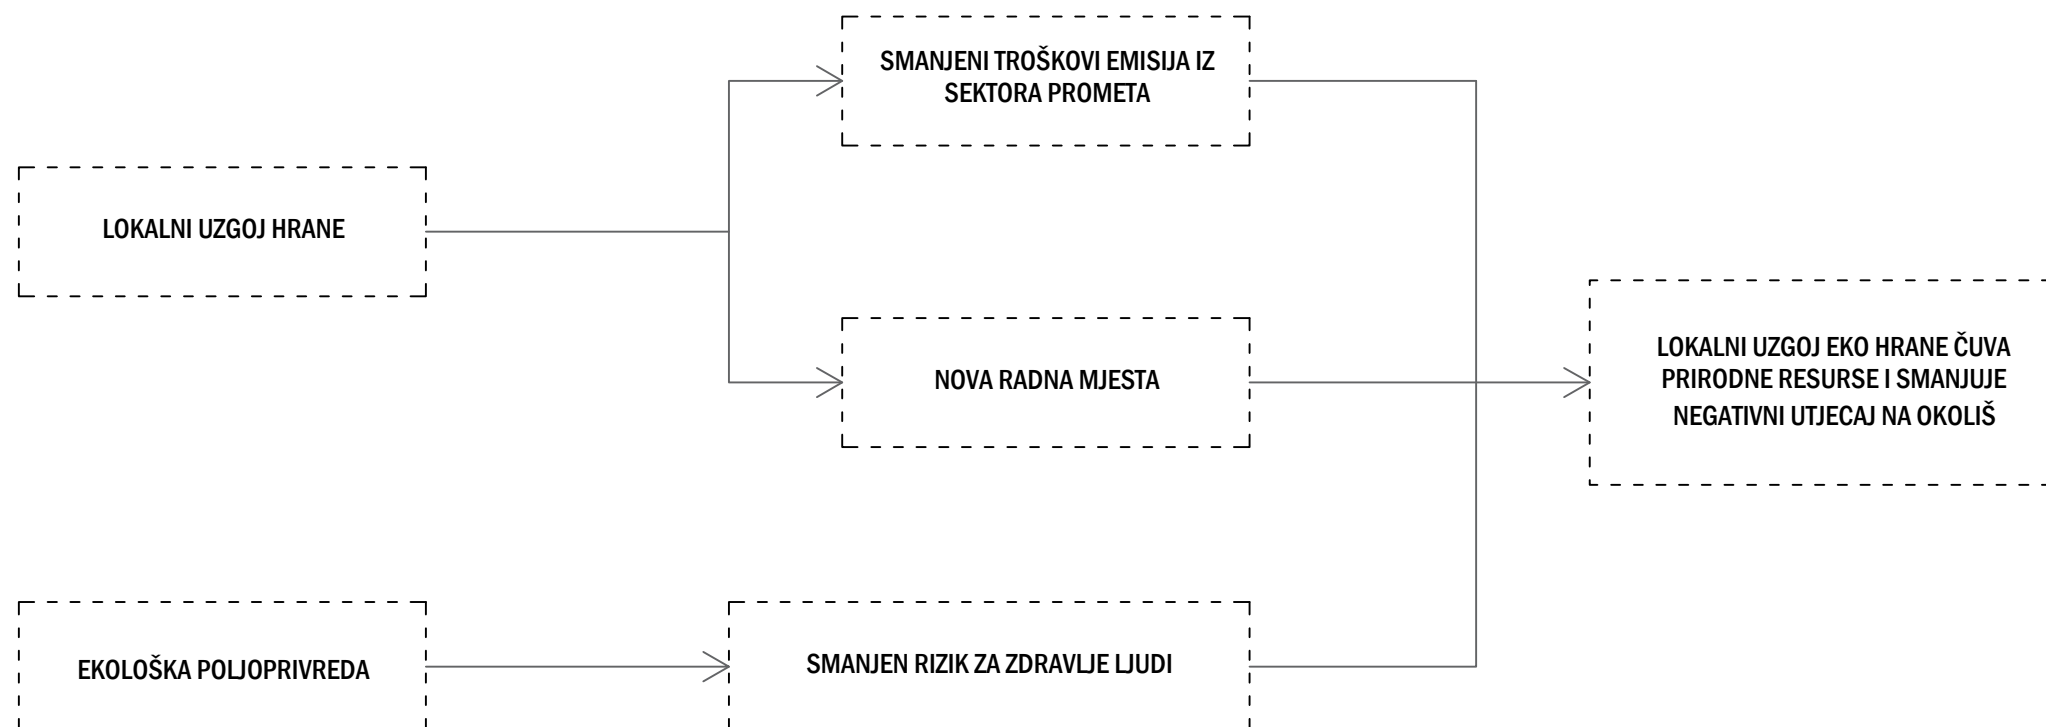 SMANJENI TROŠKOVI EMISIJA IZ
SEKTORA PROMETA
LOKALNI UZGOJ HRANE
NOVA RADNA MJESTA
LOKALNI UZGOJ EKO HRANE ČUVA
PRIRODNE RESURSE I SMANJUJE
NEGATIVNI UTJECAJ NA OKOLIŠ
EKOLOŠKA POLJOPRIVREDA
SMANJEN RIZIK ZA ZDRAVLJE LJUDI